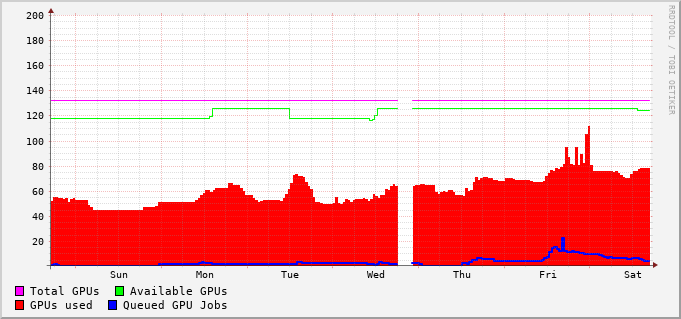 200
180
160
140
120
100
80
60
40
20
Sun Mon Tue Wed Thu Fri Sat
Total GPUs Available GPUs
GPUs used Queued GPU Jobs
RRDTOOL / TOBI OETIKER